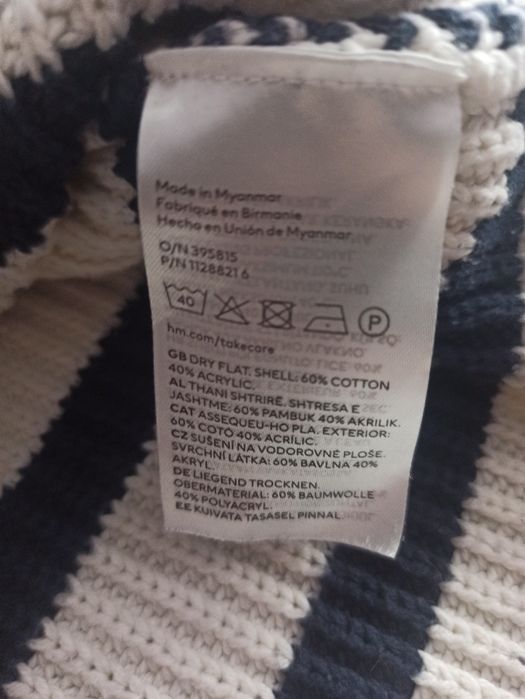 Made in Myanmar
Fabriqué en Birmanie
Hecho en Unión de Myanmar
O/N 395815
P/N 1128821 6
40
P
hm.com/takecare
GB DRY FLAT. SHELL: 60% COTTON
40% ACRYLIC.
AL THANI SHTRIRË. SHTRESA E
JASHTME: 60% PAMBUK 40% AKRILIK.
CAT ASSEQUEU-HO PLA. EXTERIOR:
60% COTÓ 40% ACRÍLIC.
CZ SUŠENÍ NA VODOROVNÉ PLOŠE.
SVRCHNÍ LÁTKA: 60% BAVLNA 40%
AKRYL.
DE LIEGEND TROCKNEN.
OBERMATERIAL: 60% BAUMWOLLE
40% POLYACRYL.
EE KUIVATA TASASEL PINNAL.